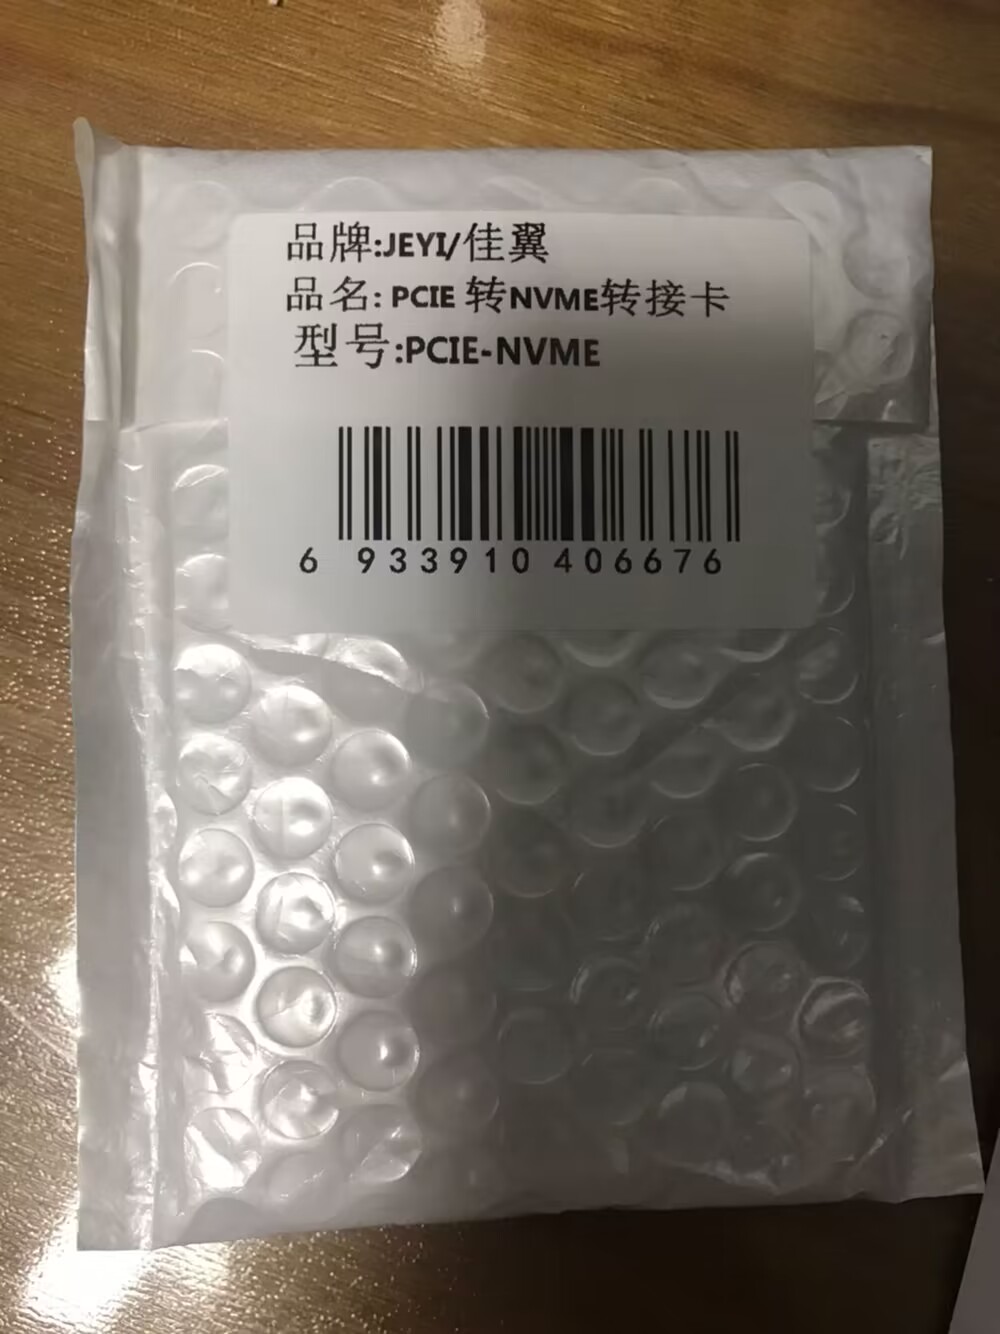 品牌:JEYI/佳翼
品名: PCIE 转NVME转接卡
型号:PCIE-NVME
6 933910 406676